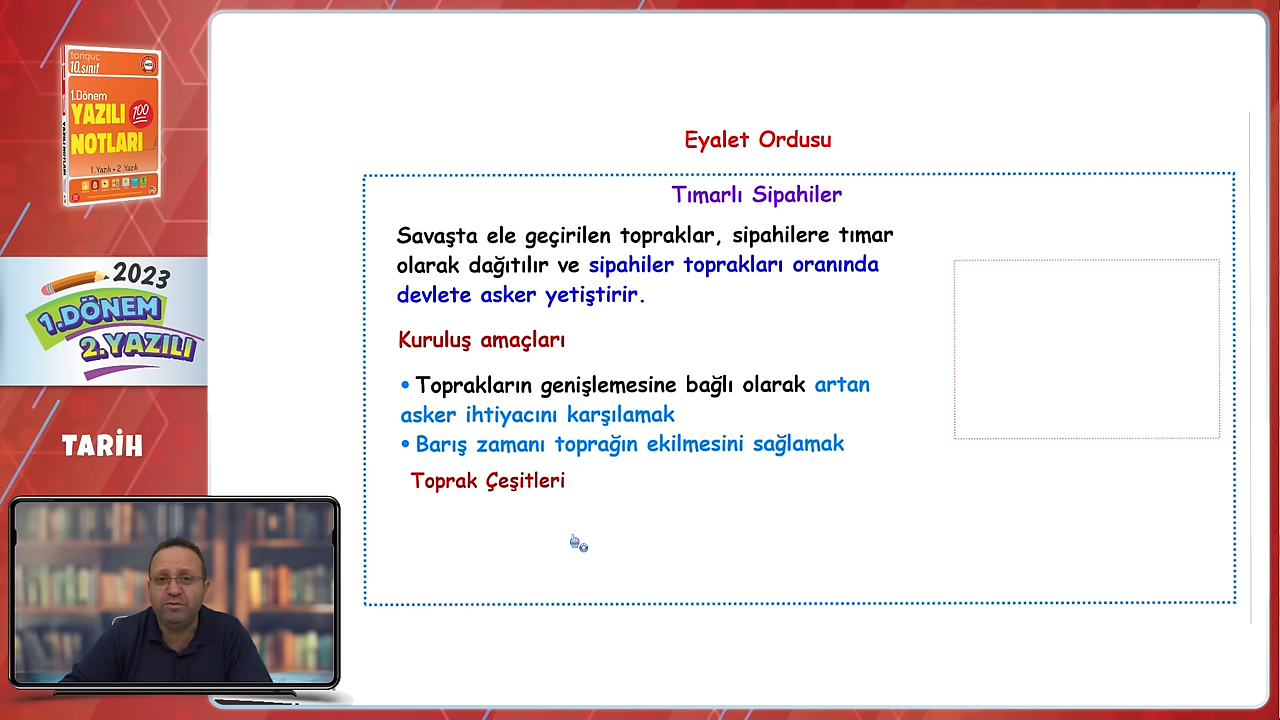 tonguç
10.sınıf
1.Dönem
YAZILI
100
NOTLARI
1. Yazılı + 2. Yazılı
YAZILI NOTLARI
2023
1.DÖNEM
2.YAZILI
TARİH
Eyalet Ordusu
Tımarlı Sipahiler
Savaşta ele geçirilen topraklar, sipahilere tımar
olarak dağıtılır ve sipahiler toprakları oranında
devlete asker yetiştirir.
Kuruluş amaçları
• Toprakların genişlemesine bağlı olarak artan
asker ihtiyacını karşılamak
• Barış zamanı toprağın ekilmesini sağlamak
Toprak Çeşitleri